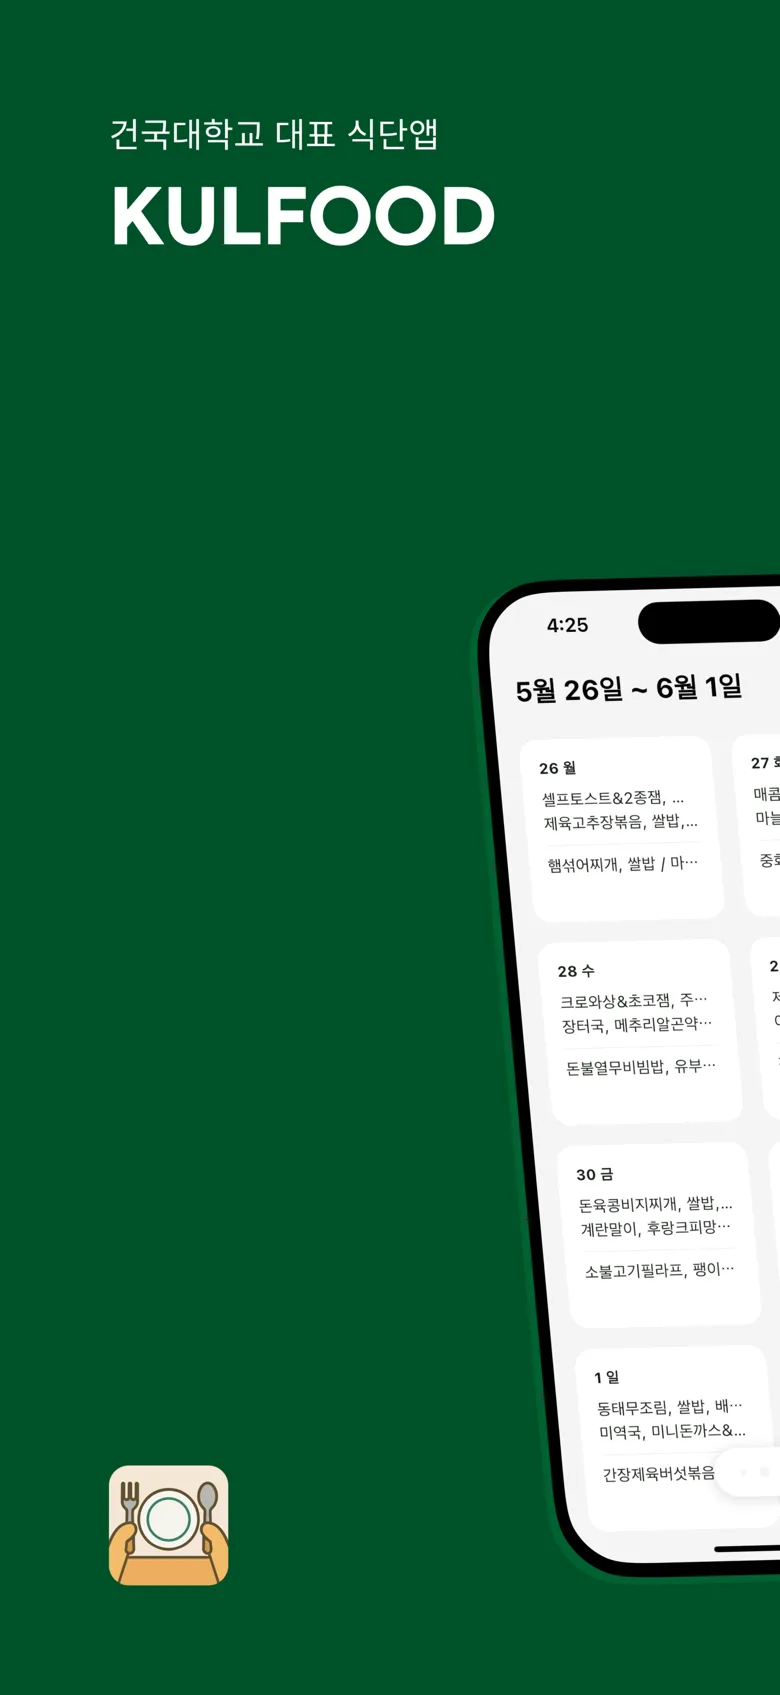 건국대학교 대표 식단앱
KULFOOD
4:25
5월 26일 ~ 6월 1일
26 월
셀프토스트&2종잼, ...
제육고추장볶음, 쌀밥,...
햄섞어찌개, 쌀밥 / 마...
27
매콤
마늘
28 수
크로와상&초코잼, 주...
장터국, 메추리알곤약...
돈불열무비빔밥, 유부...
30 금
돈육콩비지찌개, 쌀밥,...
계란말이, 후랑크피망...
소불고기필라프, 팽이...
1 일
동태무조림, 쌀밥, 배...
미역국, 미니돈까스&...
간장제육버섯볶음